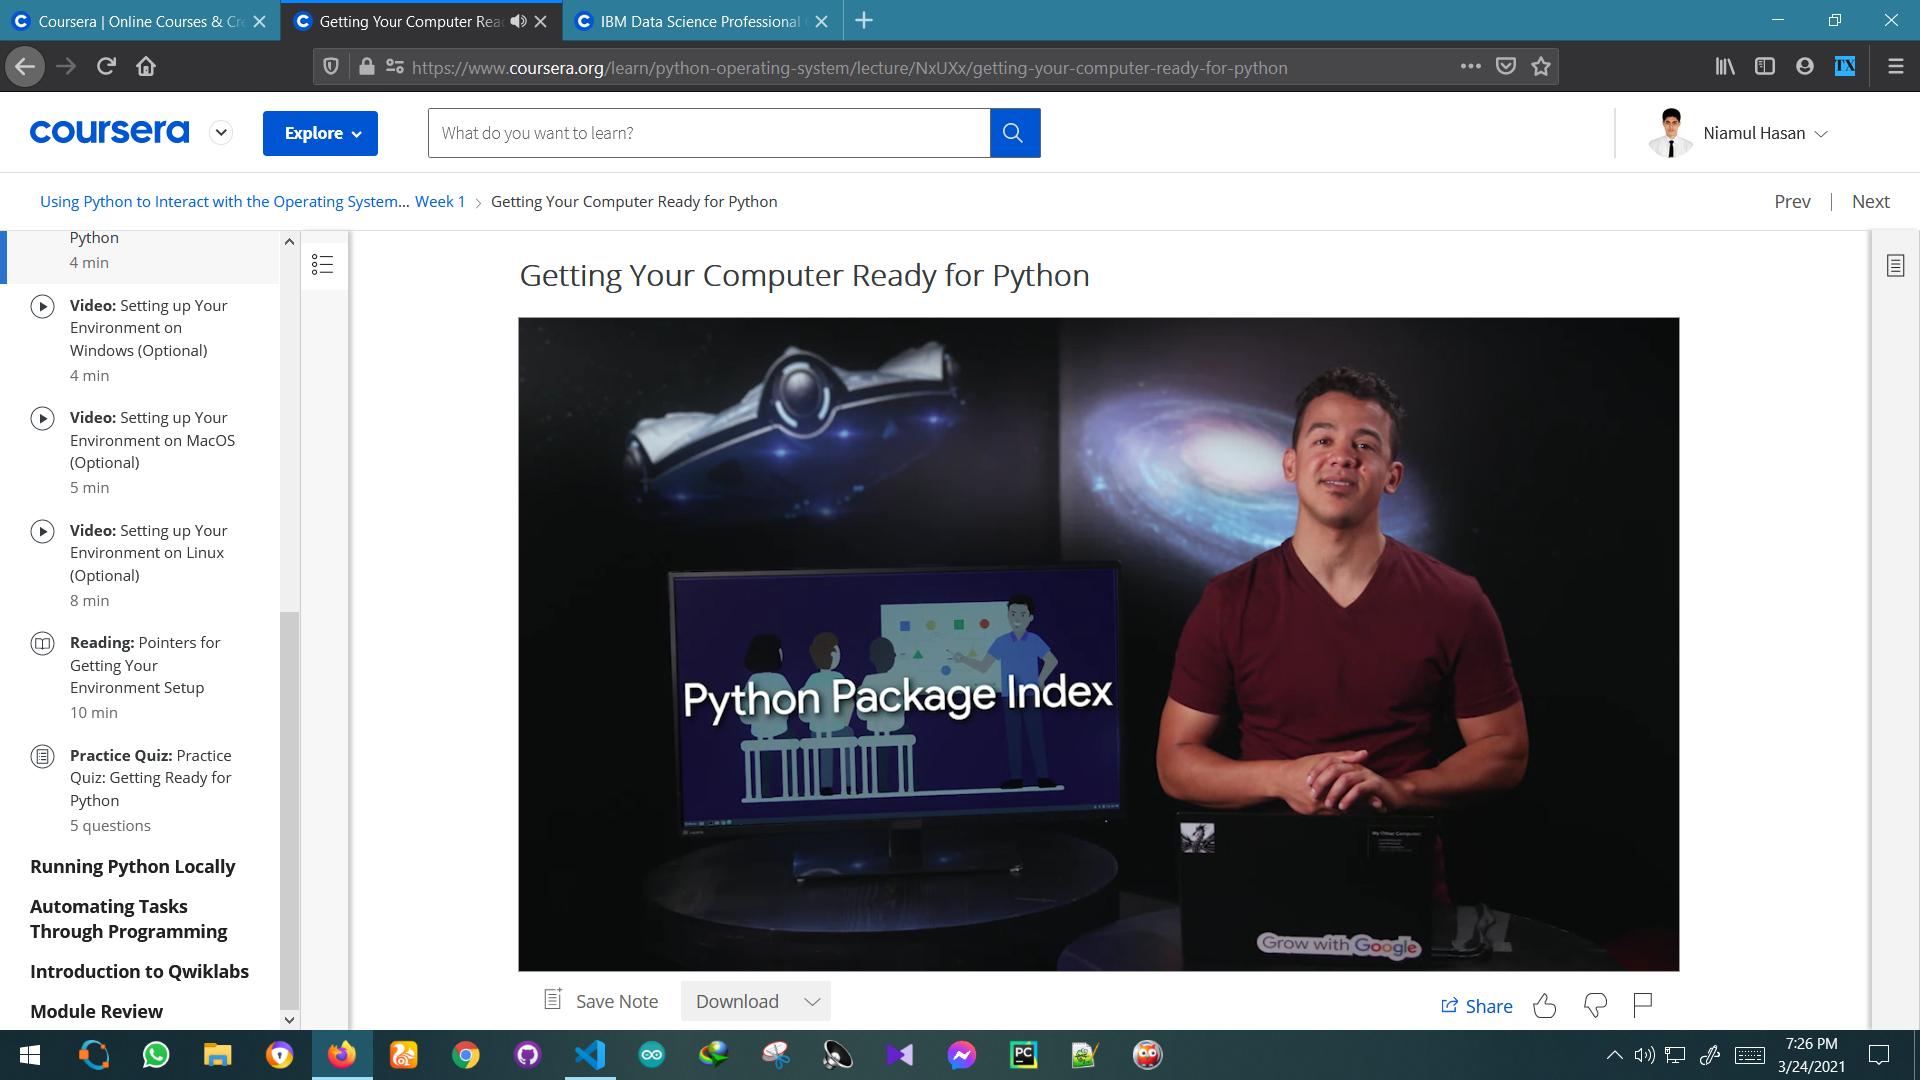 Coursera | Online Courses & Cre
Getting Your Computer Rea
IBM Data Science Professional
https://www.coursera.org/learn/python-operating-system/lecture/NxUXx/getting-your-computer-ready-for-python
coursera
Explore
What do you want to learn?
Niamul Hasan
Using Python to Interact with the Operating System... Week 1 > Getting Your Computer Ready for Python
Prev | Next
Python
4 min
Video: Setting up Your
Environment on
Windows (Optional)
4 min
Video: Setting up Your
Environment on MacOS
(Optional)
5 min
Video: Setting up Your
Environment on Linux
(Optional)
8 min
Reading: Pointers for
Getting Your
Environment Setup
10 min
Practice Quiz: Practice
Quiz: Getting Ready for
Python
5 questions
Running Python Locally
Automating Tasks
Through Programming
Introduction to Qwiklabs
Module Review
Getting Your Computer Ready for Python
Python Package Index
My Other Computer
Grow with Google
Save Note
Download
Share
7:26 PM
3/24/2021